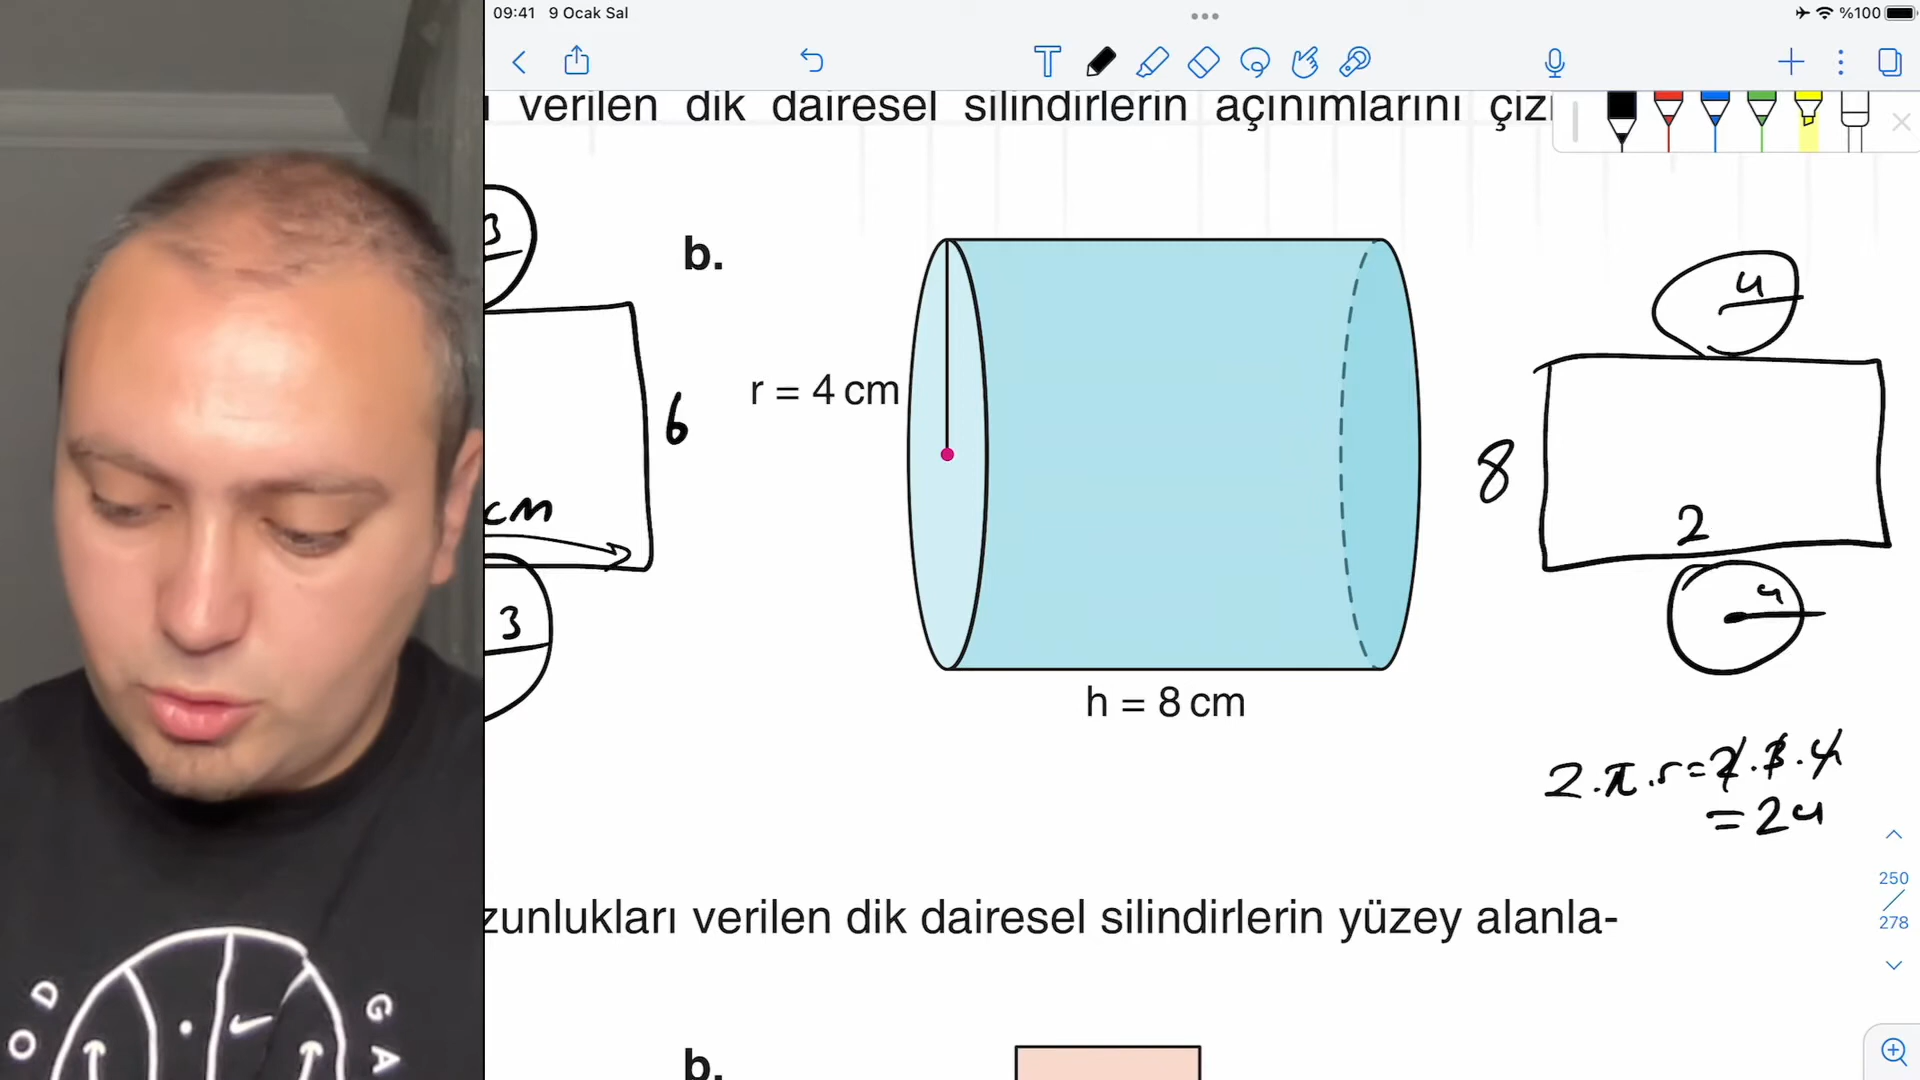 09:41 9 Ocak Sal
%100
verilen dik dairesel silindirlerin açınımlarını
3
b.
4
r = 4 cm
6
8
cm
2
3
4
h = 8 cm
2.π.r=2.3.4
=24
250
278
zunlukları verilen dik dairesel silindirlerin yüzey alanla-
b.
D
O
G
A